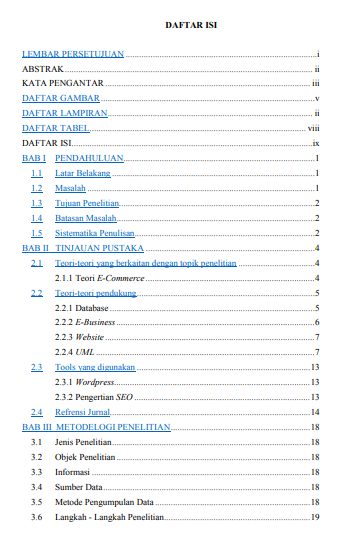 DAFTAR ISI
LEMBAR PERSETUJUAN i
ABSTRAK ii
KATA PENGANTAR iii
DAFTAR GAMBAR v
DAFTAR LAMPIRAN ii
DAFTAR TABEL viii
DAFTAR ISI ix
BAB I PENDAHULUAN 1
1.1 Latar Belakang 1
1.2 Masalah 1
1.3 Tujuan Penelitian 2
1.4 Batasan Masalah 2
1.5 Sistematika Penulisan 2
BAB II TINJAUAN PUSTAKA 4
2.1 Teori-teori yang berkaitan dengan topik penelitian 4
2.1.1 Teori E-Commerce 4
2.2 Teori-teori pendukung 5
2.2.1 Database 5
2.2.2 E-Business 6
2.2.3 Website 7
2.2.4 UML 7
2.3 Tools yang digunakan 13
2.3.1 Wordpress 13
2.3.2 Pengertian SEO 13
2.4 Refrensi Jurnal 14
BAB III METODELOGI PENELITIAN 18
3.1 Jenis Penelitian 18
3.2 Objek Penelitian 18
3.3 Informasi 18
3.4 Sumber Data 18
3.5 Metode Pengumpulan Data 18
3.6 Langkah - Langkah Penelitian 19